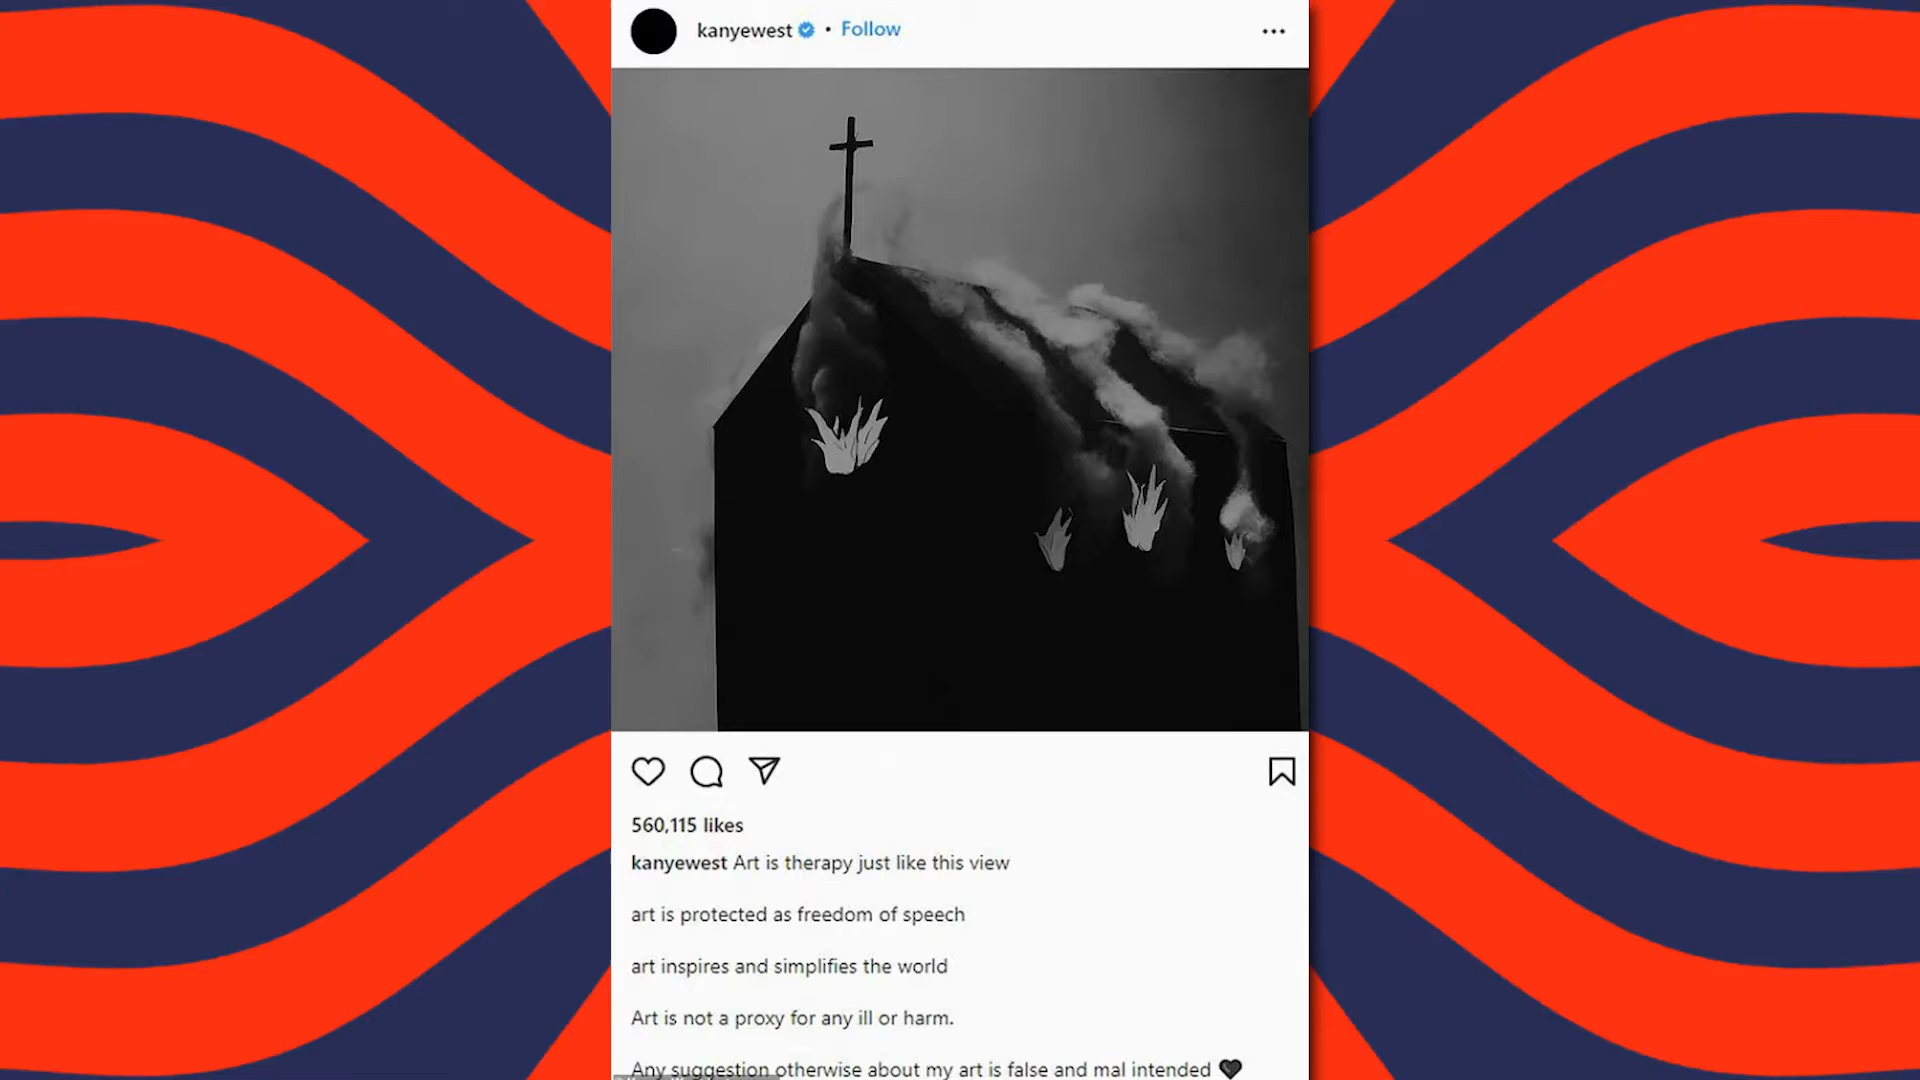 kanyewest • Follow
560,115 likes
kanyewest Art is therapy just like this view
art is protected as freedom of speech
art inspires and simplifies the world
Art is not a proxy for any ill or harm.
Any suggestion otherwise about my art is false and mal intended 🖤